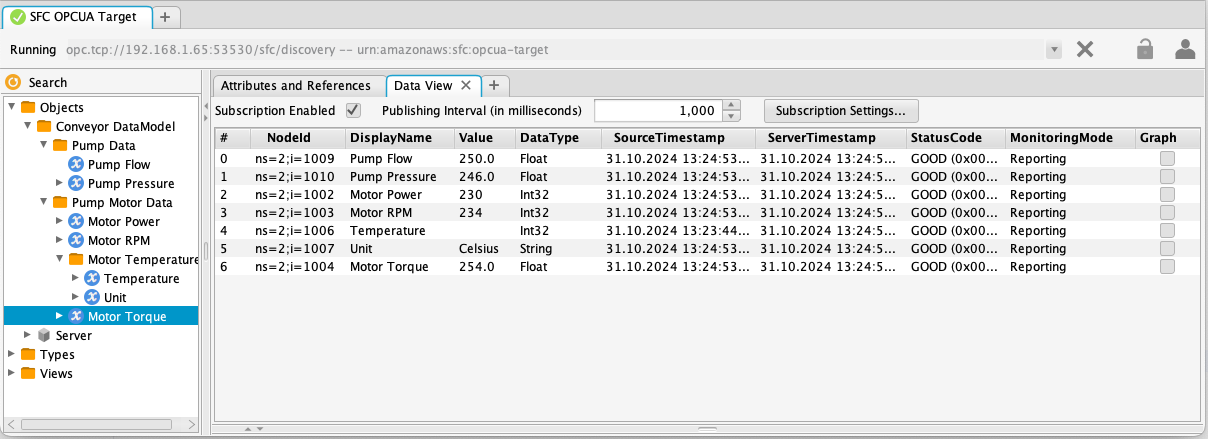 SFC OPCUA Target
Running opc.tcp://192.168.1.65:53530/sfc/discovery -- urn:amazonaws:sfc:opcua-target
Search
Objects
Conveyor DataModel
Pump Data
Pump Flow
Pump Pressure
Pump Motor Data
Motor Power
Motor RPM
Motor Temperature
Temperature
Unit
Motor Torque
Server
Types
Views
Attributes and References Data View
Subscription Enabled Publishing Interval (in milliseconds) 1,000 Subscription Settings...
# NodeId DisplayName Value DataType SourceTimestamp ServerTimestamp StatusCode MonitoringMode Graph
0 ns=2;i=1009 Pump Flow 250.0 Float 31.10.2024 13:24:53... 31.10.2024 13:24:5... GOOD (0x00... Reporting
1 ns=2;i=1010 Pump Pressure 246.0 Float 31.10.2024 13:24:53... 31.10.2024 13:24:5... GOOD (0x00... Reporting
2 ns=2;i=1002 Motor Power 230 Int32 31.10.2024 13:24:53... 31.10.2024 13:24:5... GOOD (0x00... Reporting
3 ns=2;i=1003 Motor RPM 234 Int32 31.10.2024 13:24:53... 31.10.2024 13:24:5... GOOD (0x00... Reporting
4 ns=2;i=1006 Temperature Int32 31.10.2024 13:23:44... 31.10.2024 13:24:5... GOOD (0x00... Reporting
5 ns=2;i=1007 Unit Celsius String 31.10.2024 13:24:53... 31.10.2024 13:24:5... GOOD (0x00... Reporting
6 ns=2;i=1004 Motor Torque 254.0 Float 31.10.2024 13:24:53... 31.10.2024 13:24:5... GOOD (0x00... Reporting